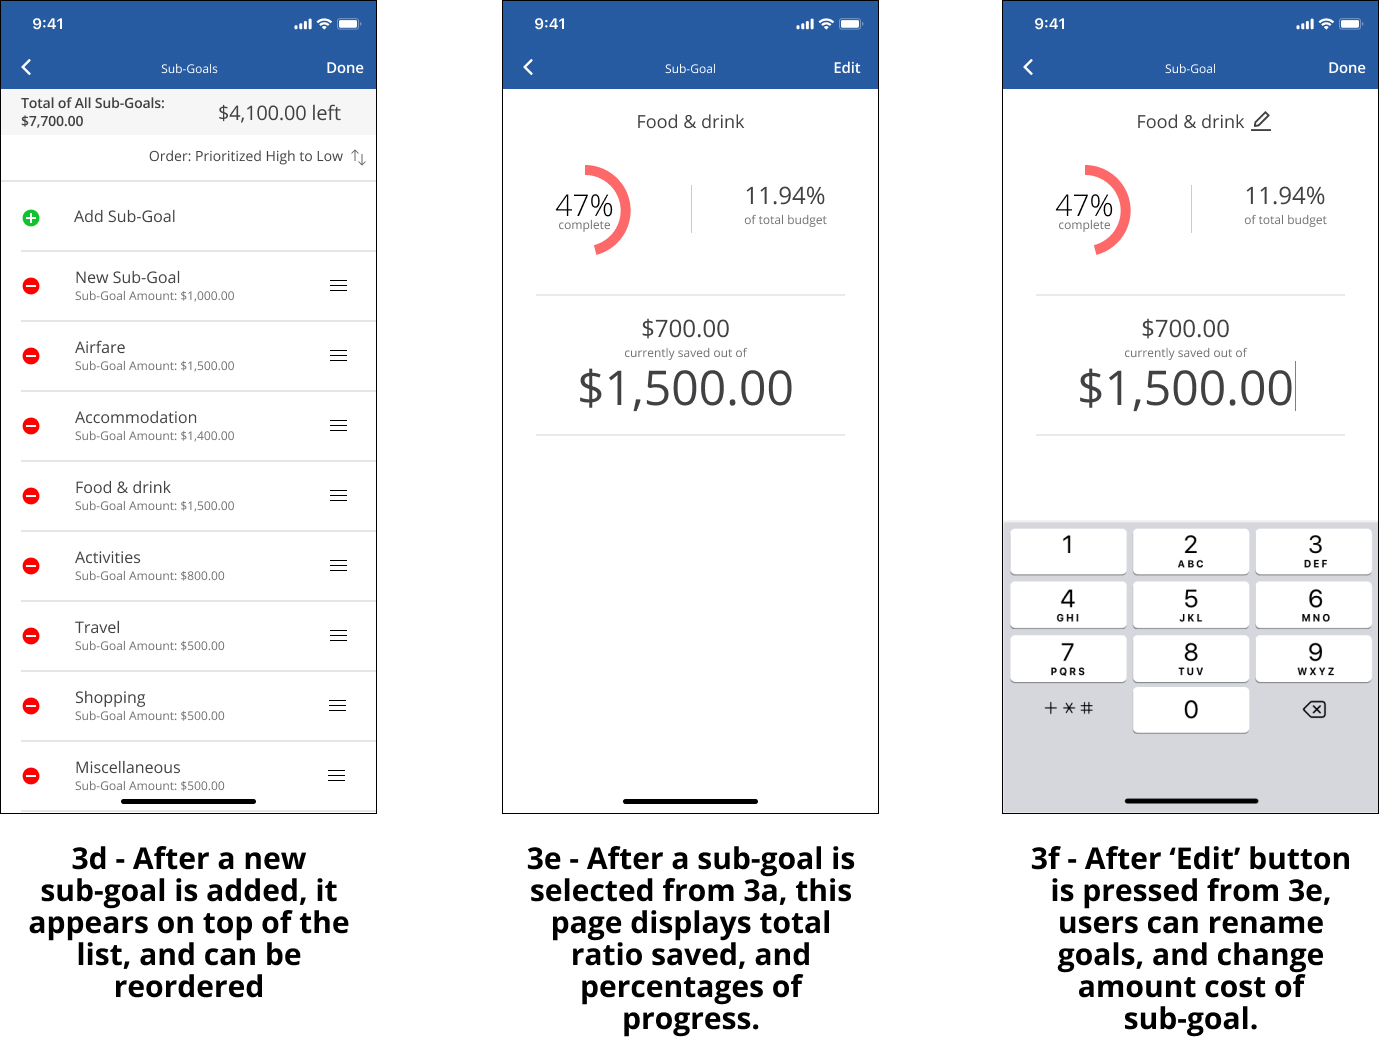 9:41
Sub-Goals
Done
Total of All Sub-Goals:
$7,700.00
$4,100.00 left
Order: Prioritized High to Low
Add Sub-Goal
New Sub-Goal
Sub-Goal Amount: $1,000.00
Airfare
Sub-Goal Amount: $1,500.00
Accommodation
Sub-Goal Amount: $1,400.00
Food & drink
Sub-Goal Amount: $1,500.00
Activities
Sub-Goal Amount: $800.00
Travel
Sub-Goal Amount: $500.00
Shopping
Sub-Goal Amount: $500.00
Miscellaneous
Sub-Goal Amount: $500.00
3d - After a new
sub-goal is added, it
appears on top of the
list, and can be
reordered
9:41
Sub-Goal
Edit
Food & drink
47%
complete
11.94%
of total budget
$700.00
currently saved out of
$1,500.00
3e - After a sub-goal is
selected from 3a, this
page displays total
ratio saved, and
percentages of
progress.
9:41
Sub-Goal
Done
Food & drink
47%
complete
11.94%
of total budget
$700.00
currently saved out of
$1,500.00
1
2
ABC
3
DEF
4
GHI
5
JKL
6
MNO
7
PQRS
8
TUV
9
WXYZ
+ * #
0
3f - After ‘Edit’ button
is pressed from 3e,
users can rename
goals, and change
amount cost of
sub-goal.